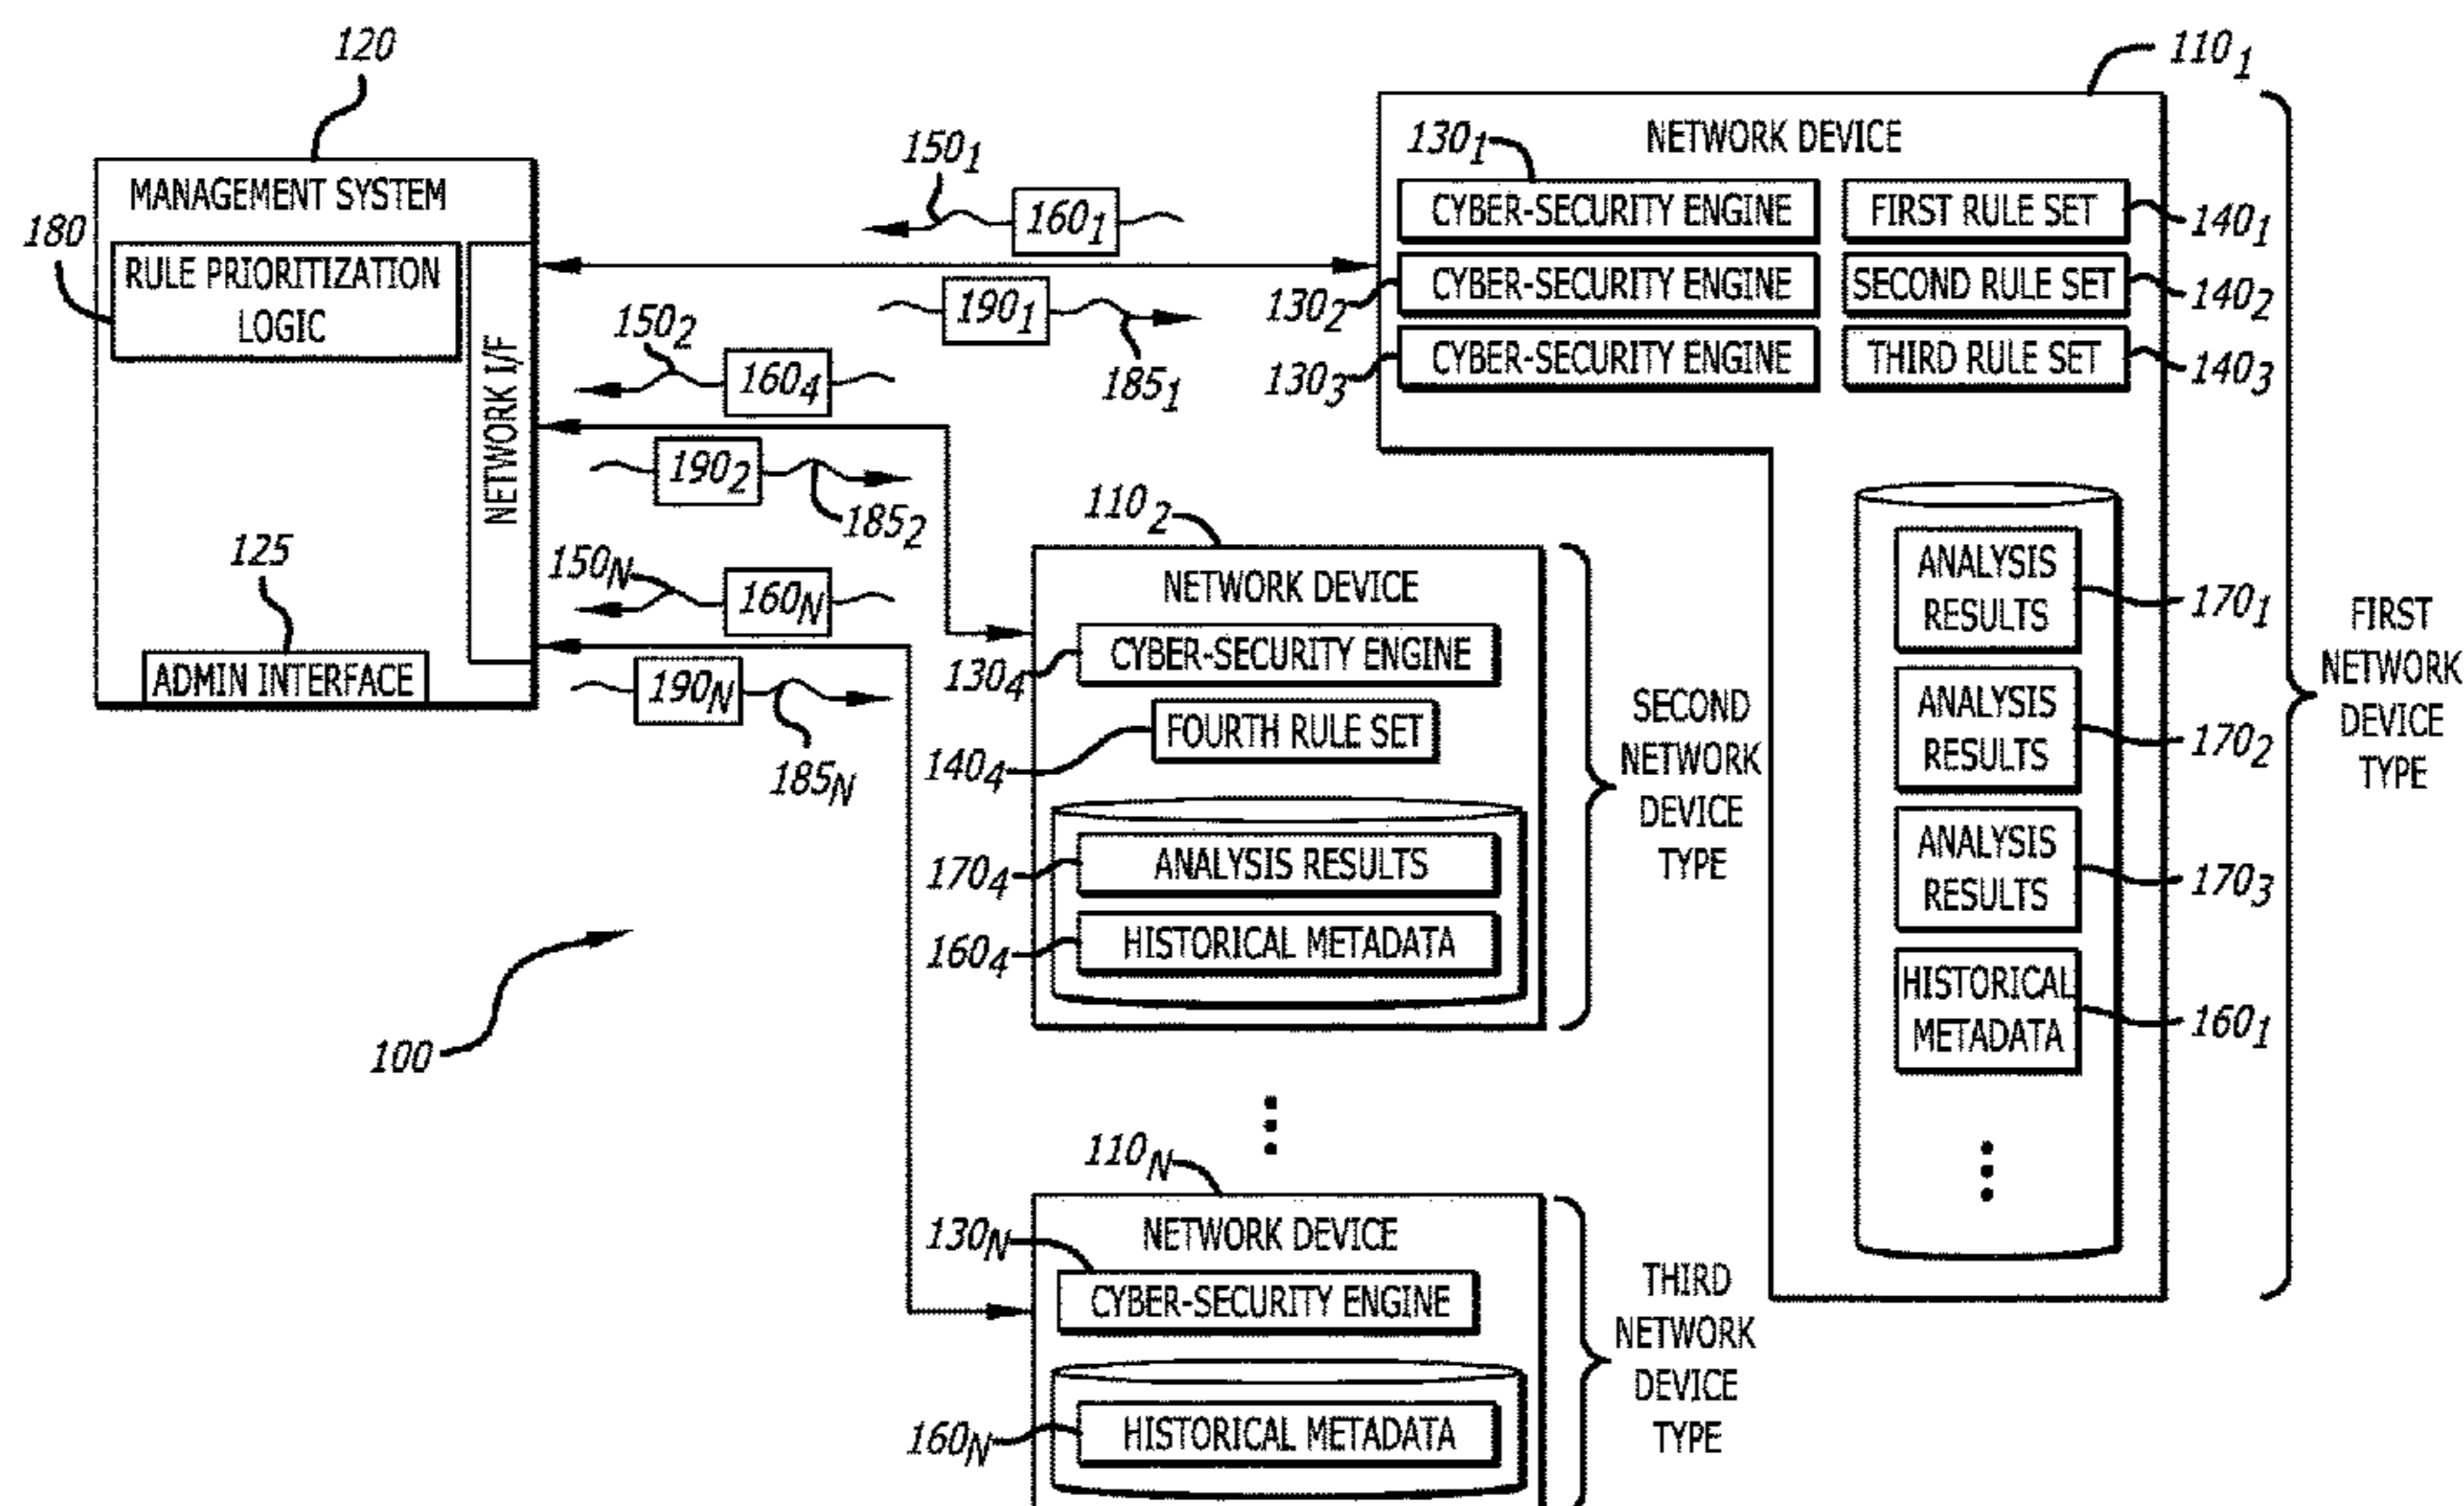 120
MANAGEMENT SYSTEM
180
RULE PRIORITIZATION
LOGIC
NETWORK I/F
125
ADMIN INTERFACE
150₁
160₁
190₁
185₁
150₂
160₄
190₂
185₂
150N
160N
190N
185N
100
110₁
NETWORK DEVICE
130₁
CYBER-SECURITY ENGINE
FIRST RULE SET
140₁
130₂
CYBER-SECURITY ENGINE
SECOND RULE SET
140₂
130₃
CYBER-SECURITY ENGINE
THIRD RULE SET
140₃
ANALYSIS
RESULTS
170₁
ANALYSIS
RESULTS
170₂
ANALYSIS
RESULTS
170₃
HISTORICAL
METADATA
160₁
FIRST
NETWORK
DEVICE
TYPE
110₂
NETWORK DEVICE
130₄
CYBER-SECURITY ENGINE
140₄
FOURTH RULE SET
170₄
ANALYSIS RESULTS
160₄
HISTORICAL METADATA
SECOND
NETWORK
DEVICE
TYPE
110N
NETWORK DEVICE
130N
CYBER-SECURITY ENGINE
160N
HISTORICAL METADATA
THIRD
NETWORK
DEVICE
TYPE